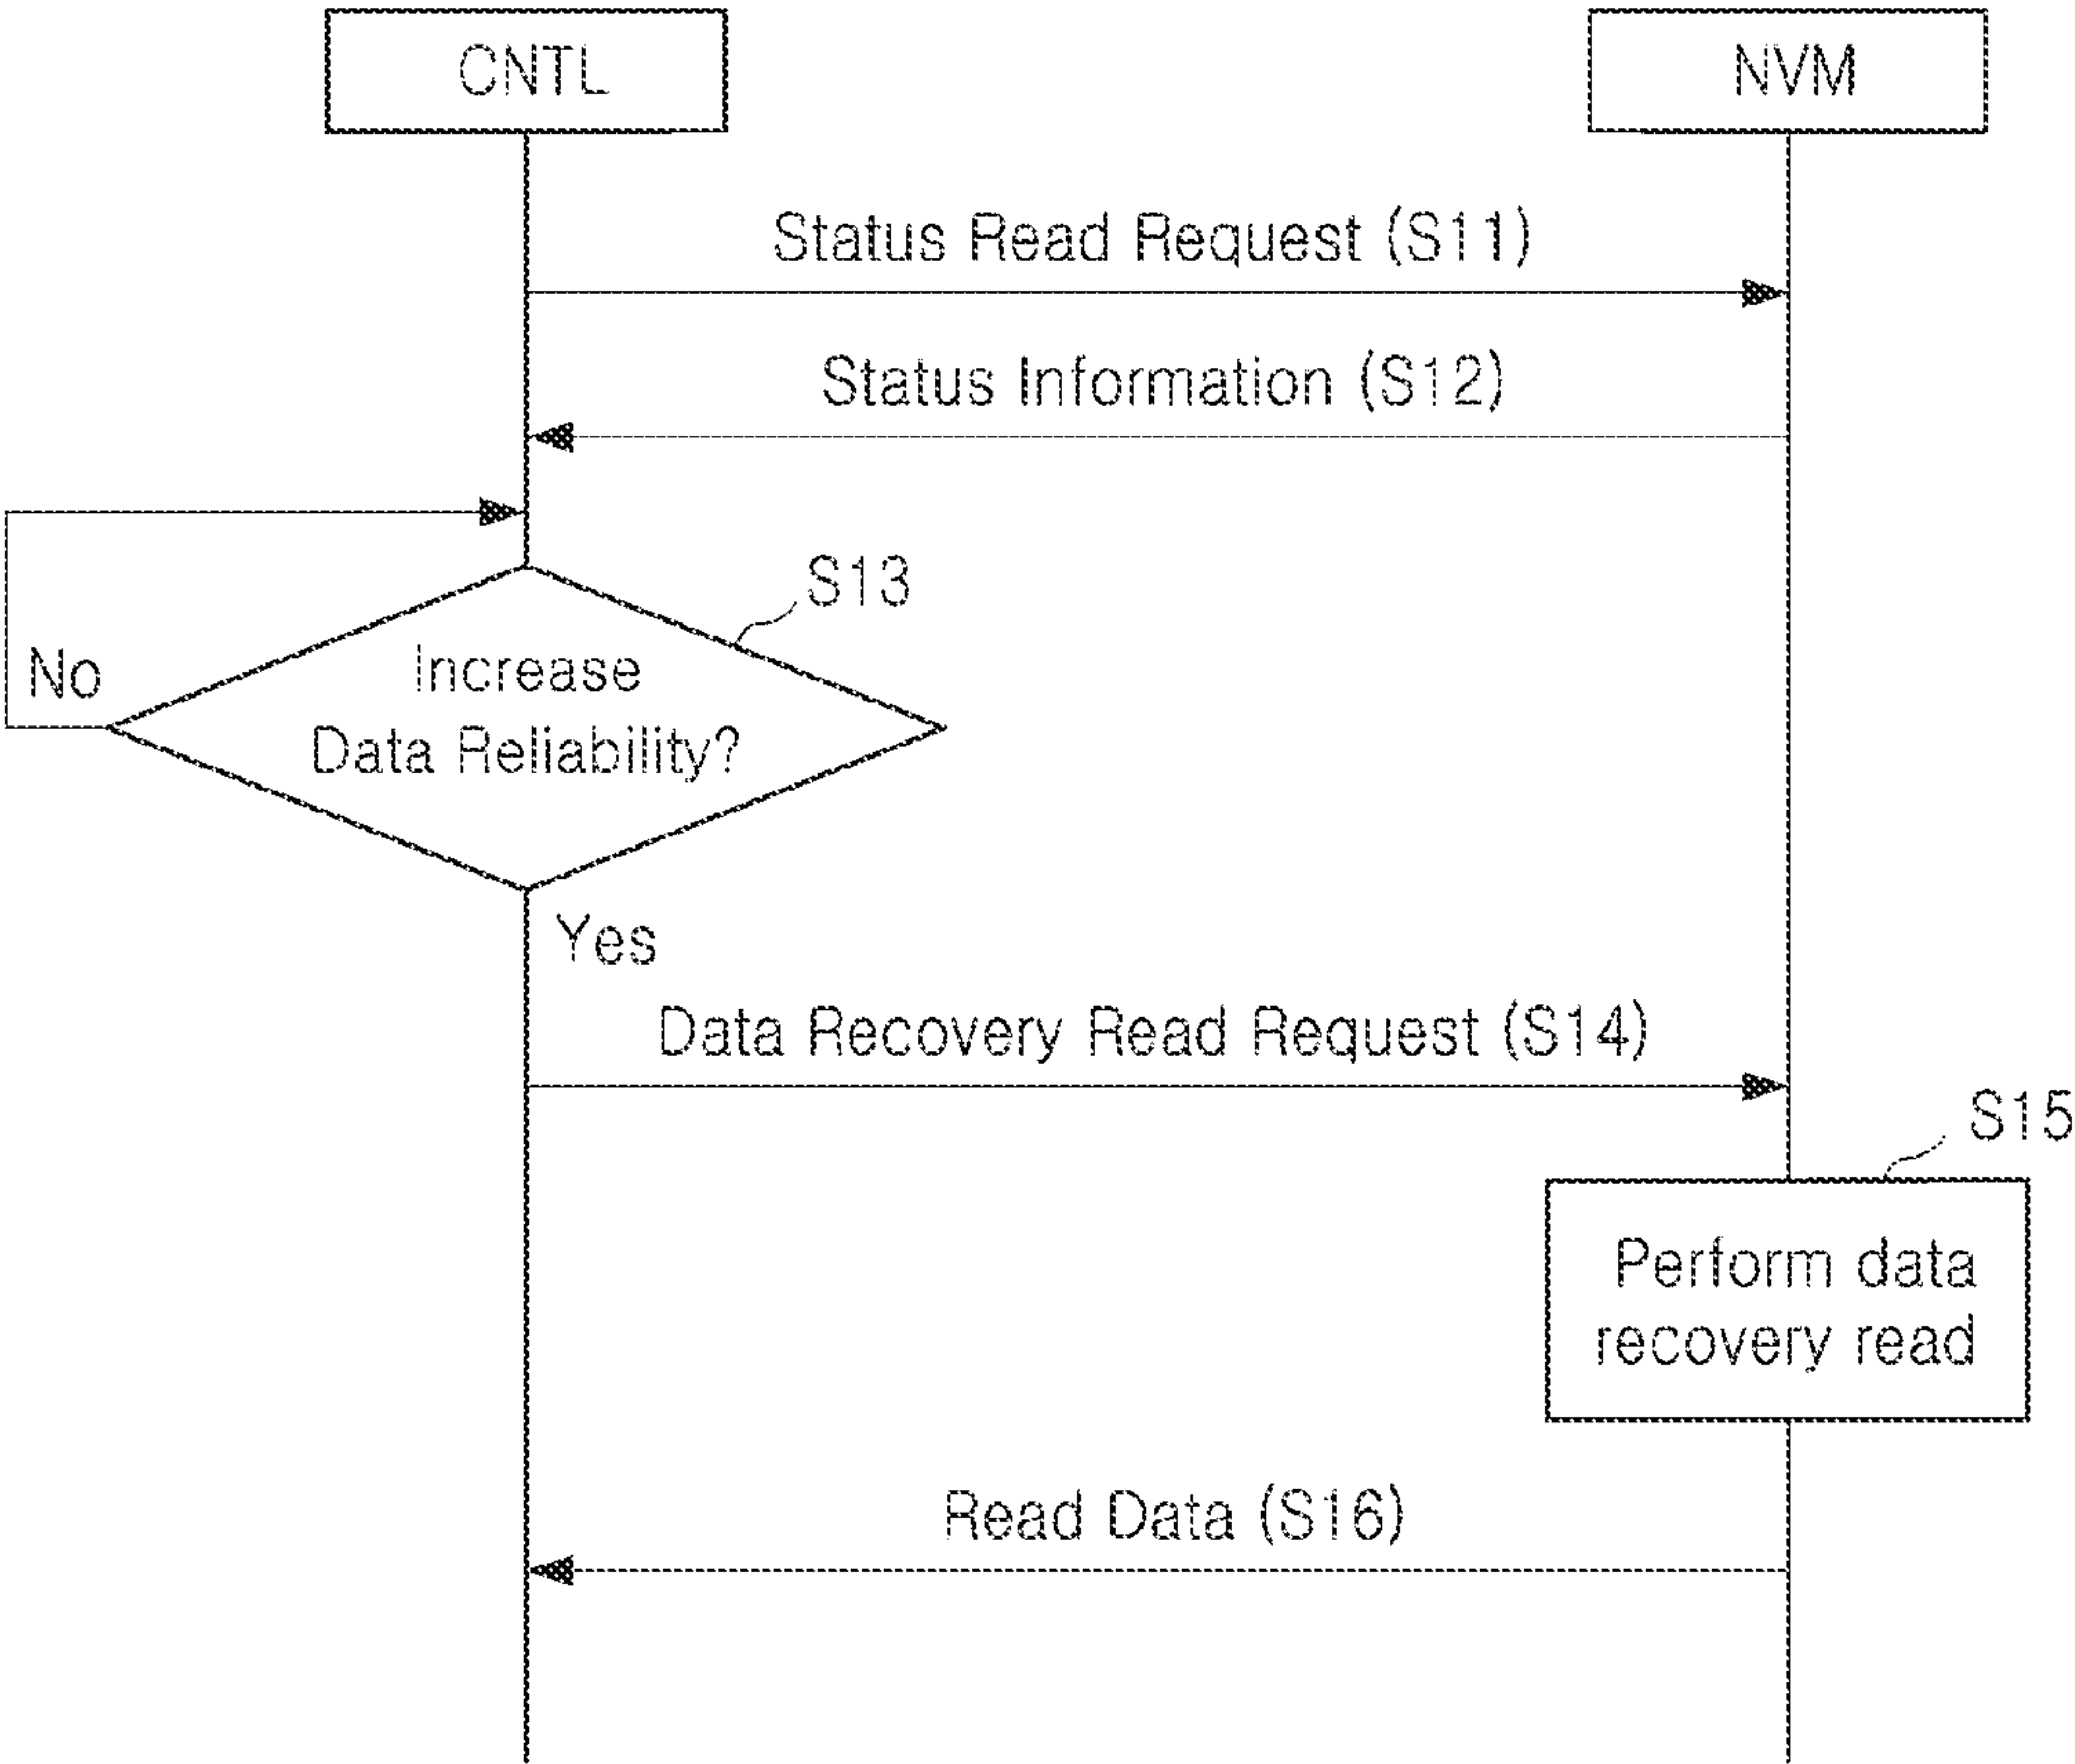 CNTL
NVM
Status Read Request (S11)
Status Information (S12)
S13
No
Increase
Data Reliability?
Yes
Data Recovery Read Request (S14)
S15
Perform data
recovery read
Read Data (S16)